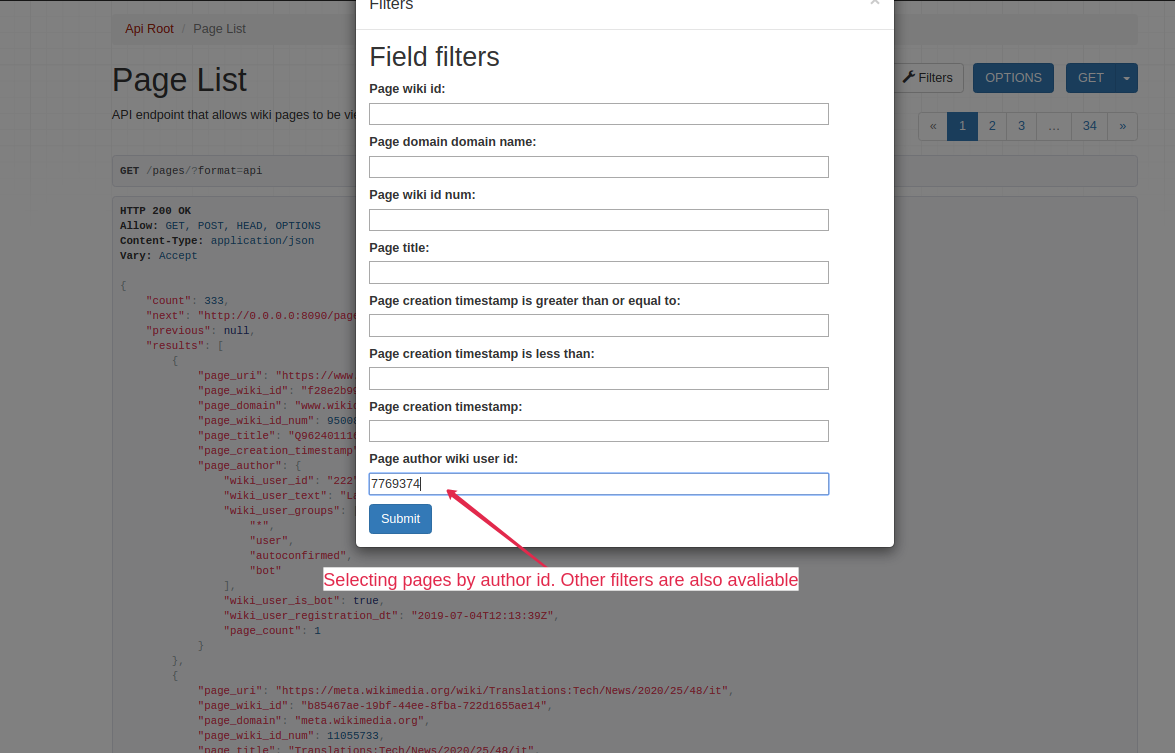 Filters
×
Api Root / Page List
Field filters
Page List
Filters
OPTIONS
GET
API endpoint that allows wiki pages to be
« 1 2 3 … 34 »
Page wiki id:
Page domain domain name:
Page wiki id num:
Page title:
Page creation timestamp is greater than or equal to:
Page creation timestamp is less than:
Page creation timestamp:
Page author wiki user id:
7769374
Submit
Selecting pages by author id. Other filters are also avaliable
GET /pages/?format=api
HTTP 200 OK
Allow: GET, POST, HEAD, OPTIONS
Content-Type: application/json
Vary: Accept
{
"count": 333,
"next": "http://0.0.0.0:8090/page
"previous": null,
"results": [
{
"page_uri": "https://www.
"page_wiki_id": "f28e2b99
"page_domain": "www.wiki
"page_wiki_id_num": 95008
"page_title": "Q96240111
"page_creation_timestamp"
"page_author": {
"wiki_user_id": "222
"wiki_user_text": "La
"wiki_user_groups": [
"*",
"user",
"autoconfirmed",
"bot"
],
"wiki_user_is_bot": true,
"wiki_user_registration_dt": "2019-07-04T12:13:39Z",
"page_count": 1
}
},
{
"page_uri": "https://meta.wikimedia.org/wiki/Translations:Tech/News/2020/25/48/it",
"page_wiki_id": "b85467ae-19bf-44ee-8fba-722d1655ae14",
"page_domain": "meta.wikimedia.org",
"page_wiki_id_num": 11055733,
"page_title": "Translations:Tech/News/2020/25/48/it",